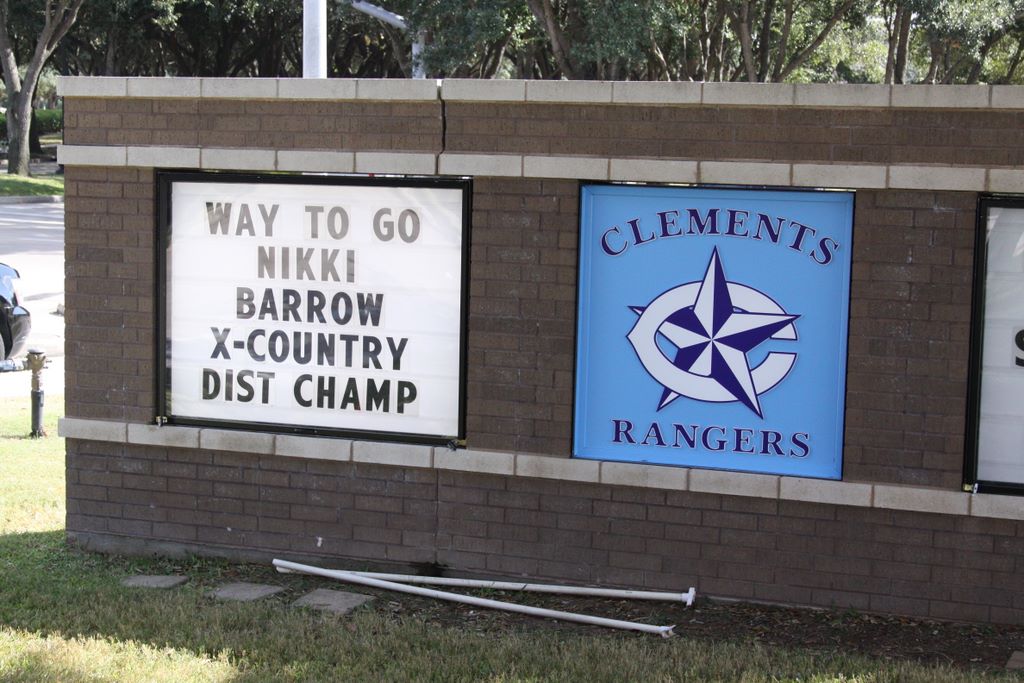 WAY TO GO
NIKKI
BARROW
X-COUNTRY
DIST CHAMP
CLEMENTS
C
RANGERS
S